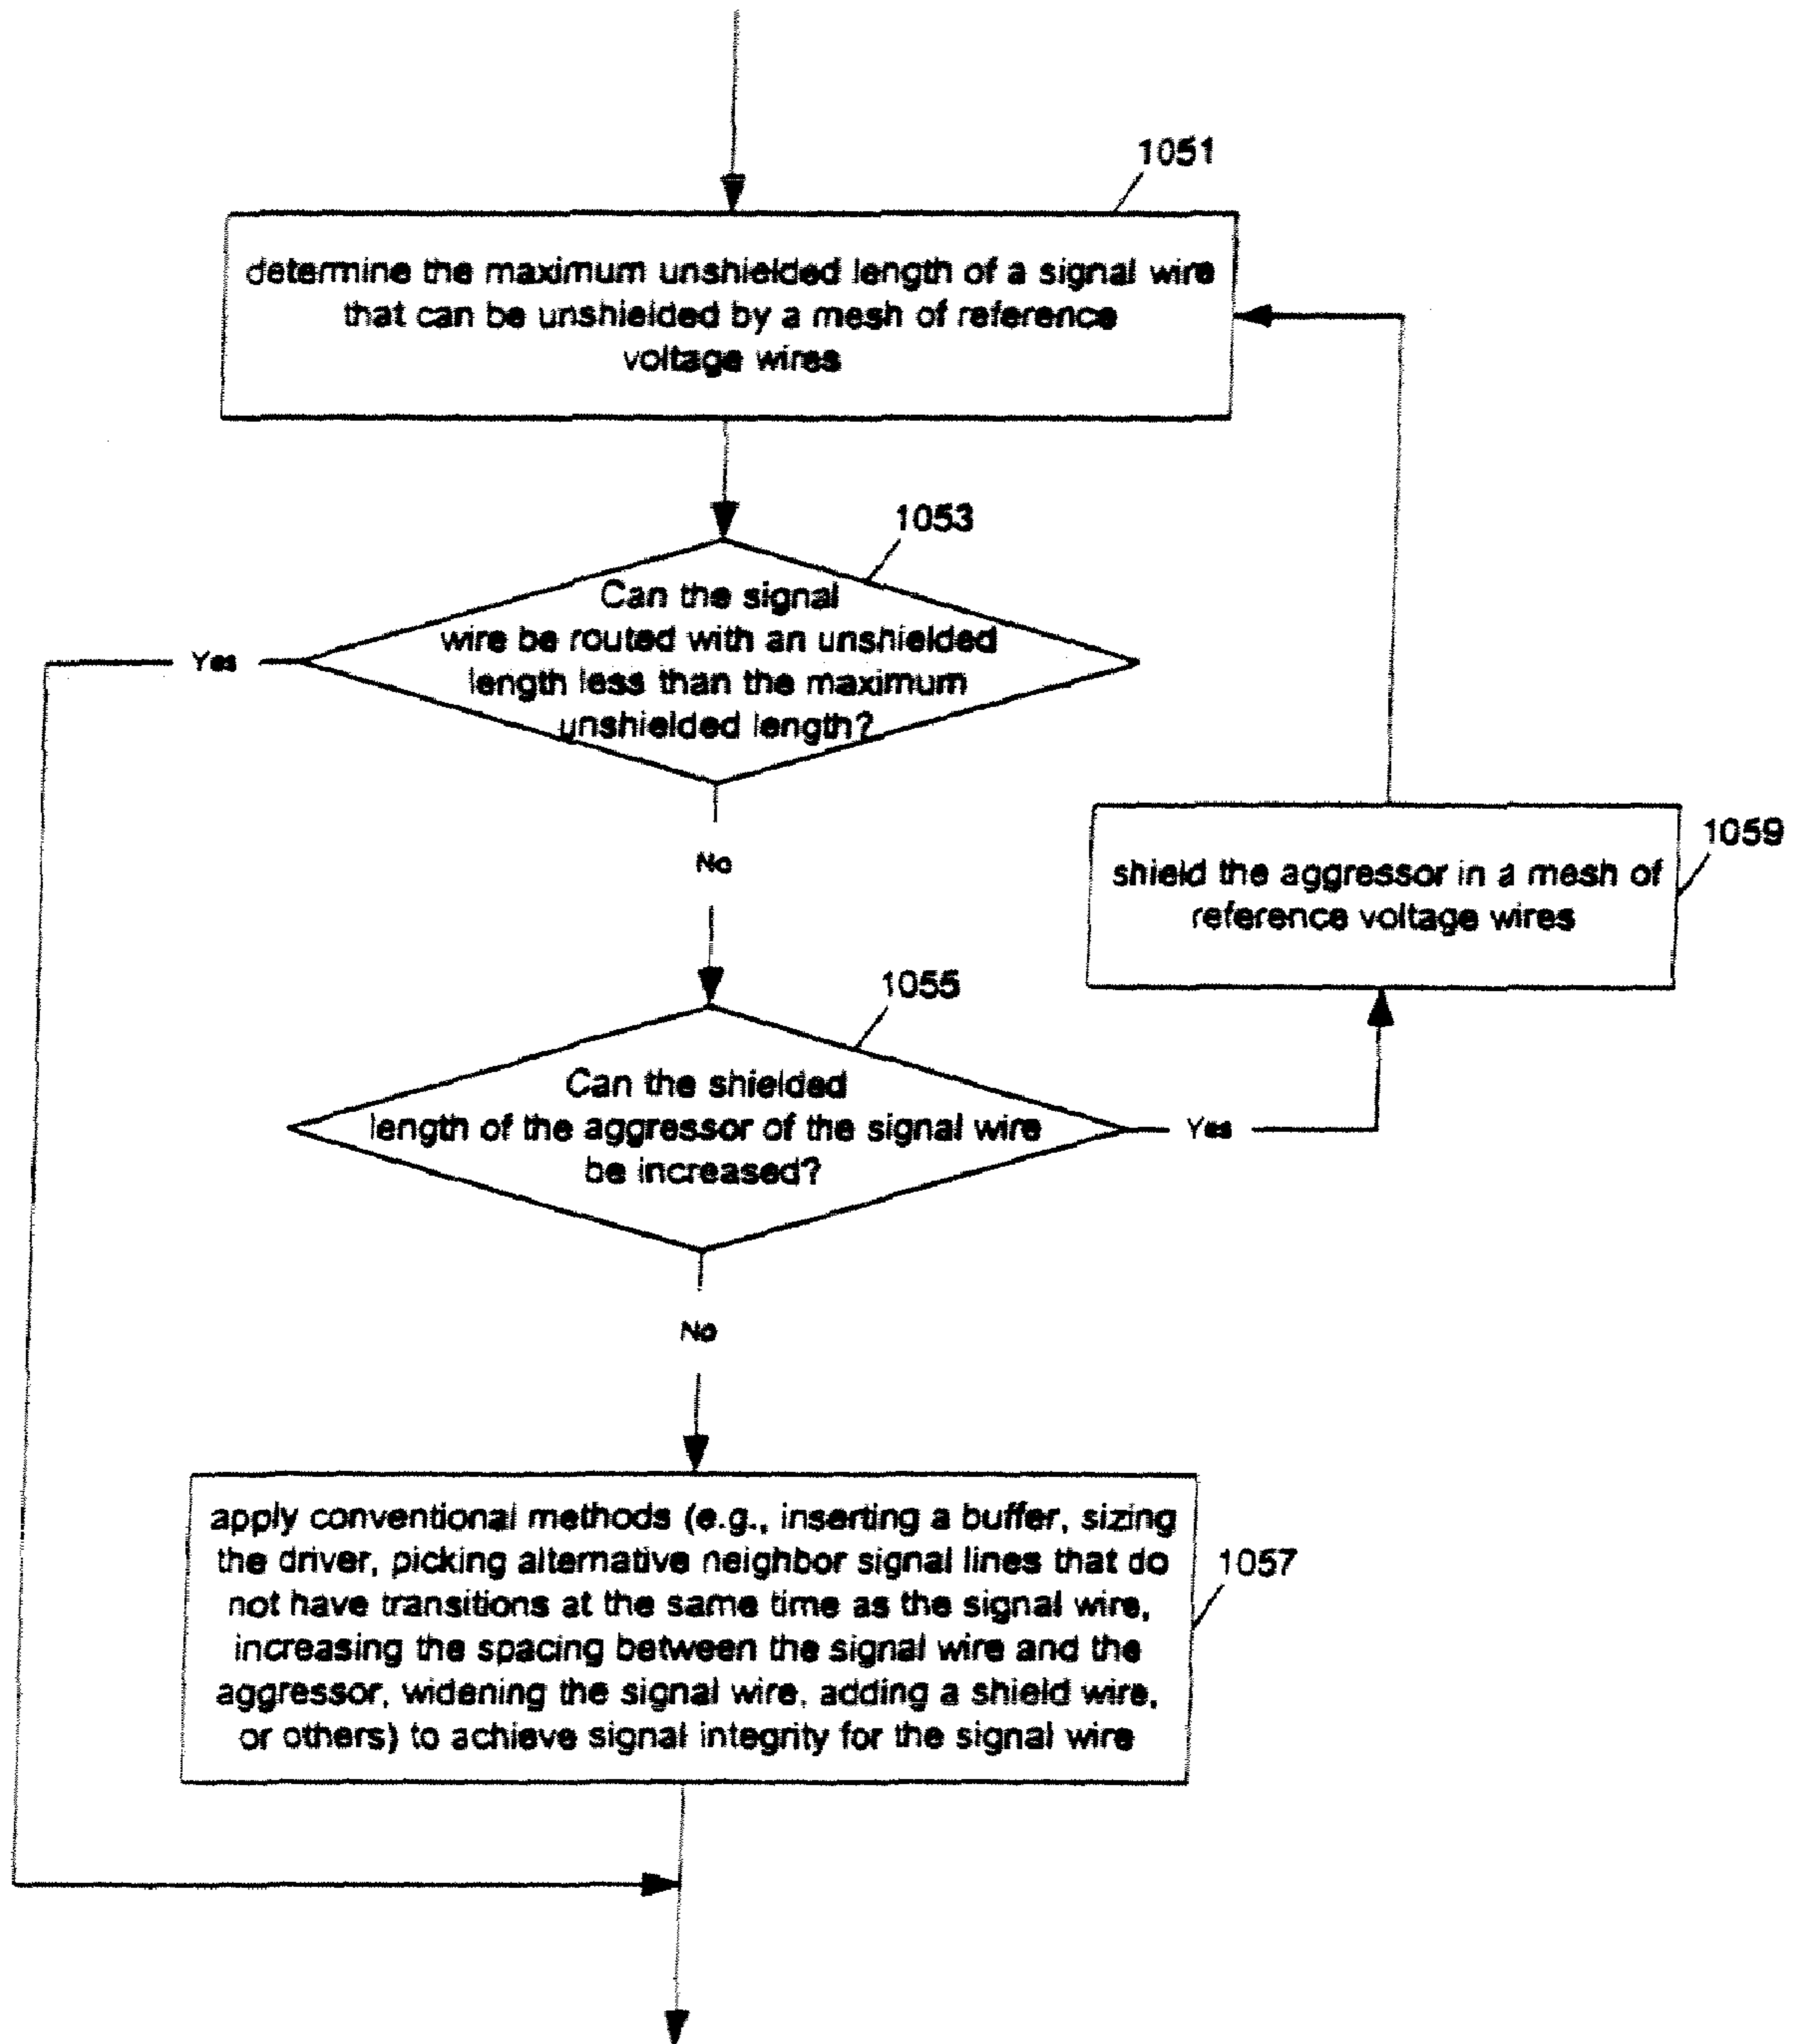 1051
determine the maximum unshielded length of a signal wire
that can be unshielded by a mesh of reference
voltage wires
1053
Can the signal
wire be routed with an unshielded
length less than the maximum
unshielded length?
Yes
No
1059
shield the aggressor in a mesh of
reference voltage wires
1055
Can the shielded
length of the aggressor of the signal wire
be increased?
Yes
No
apply conventional methods (e.g., inserting a buffer, sizing
the driver, picking alternative neighbor signal lines that do
not have transitions at the same time as the signal wire,
increasing the spacing between the signal wire and the
aggressor, widening the signal wire, adding a shield wire,
or others) to achieve signal integrity for the signal wire
1057